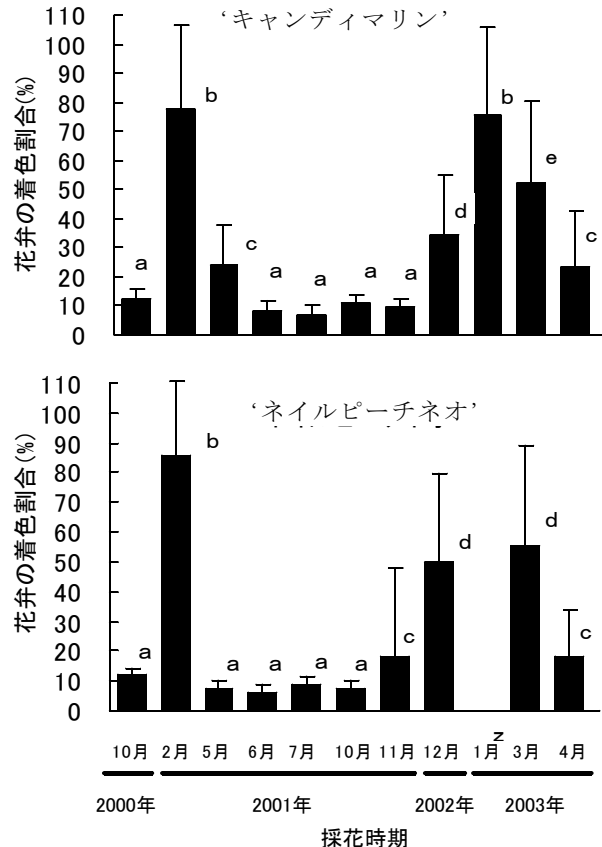 ‘キャンディマリン’
花弁の着色割合(%)
110
100
90
80
70
60
50
40
30
20
10
0
a
b
c
a
a
a
a
d
b
e
c
‘ネイルピーチネオ’
花弁の着色割合(%)
110
100
90
80
70
60
50
40
30
20
10
0
a
b
a
a
a
a
c
d
d
c
10月 2月 5月 6月 7月 10月 11月 12月 1月z 3月 4月
2000年 2001年 2002年 2003年
採花時期